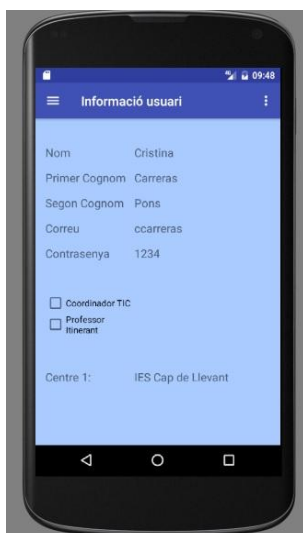 09:48
Informació usuari
Nom Cristina
Primer Cognom Carreras
Segon Cognom Pons
Correu ccarreras
Contrasenya 1234
Coordinador TIC
Professor
Itinerant
Centre 1: IES Cap de Llevant